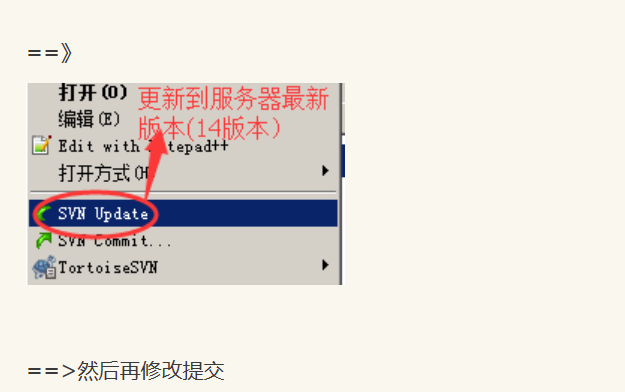 ==》
打开(O)
更新到服务器最新
编辑(E)
版本(14版本)
Edit with Notepad++
打开方式(H)
SVN Update
SVN Commit...
TortoiseSVN
==>然后再修改提交